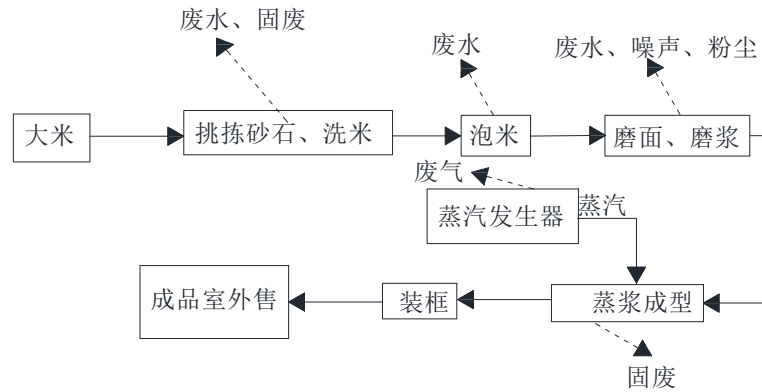 废水、固废
废水
废水、噪声、粉尘
大米
挑拣砂石、洗米
泡米
磨面、磨浆
废气
蒸汽发生器
蒸汽
成品室外售
装框
蒸浆成型
固废